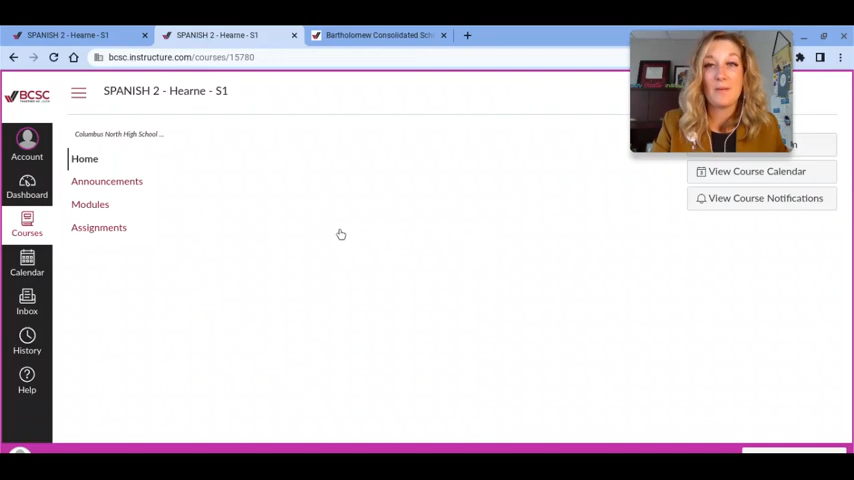 SPANISH 2 - Hearne - S1
SPANISH 2 - Hearne - S1
Bartholomew Consolidated Sch
bcsc.instructure.com/courses/15780
BCSC
SPANISH 2 - Hearne - S1
Columbus North High School ...
Home
Announcements
Modules
Assignments
Account
Dashboard
Courses
Calendar
Inbox
History
Help
View Course Calendar
View Course Notifications